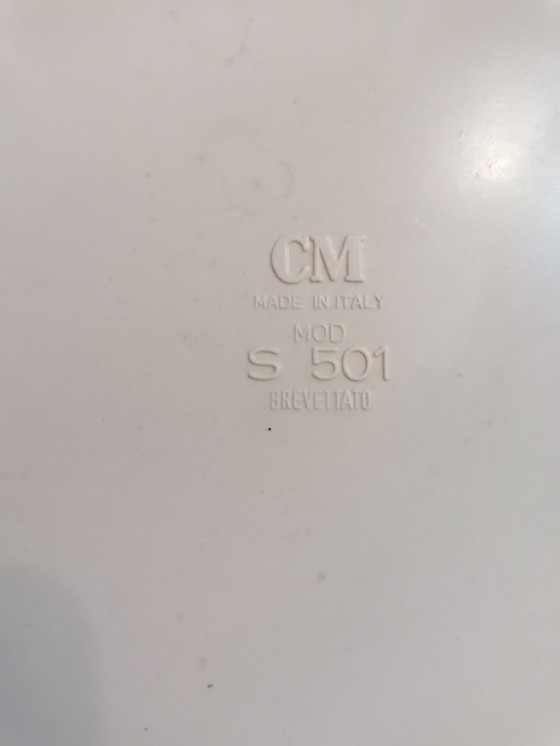 CM
MADE IN ITALY
MOD
S 501
BREVETTATO